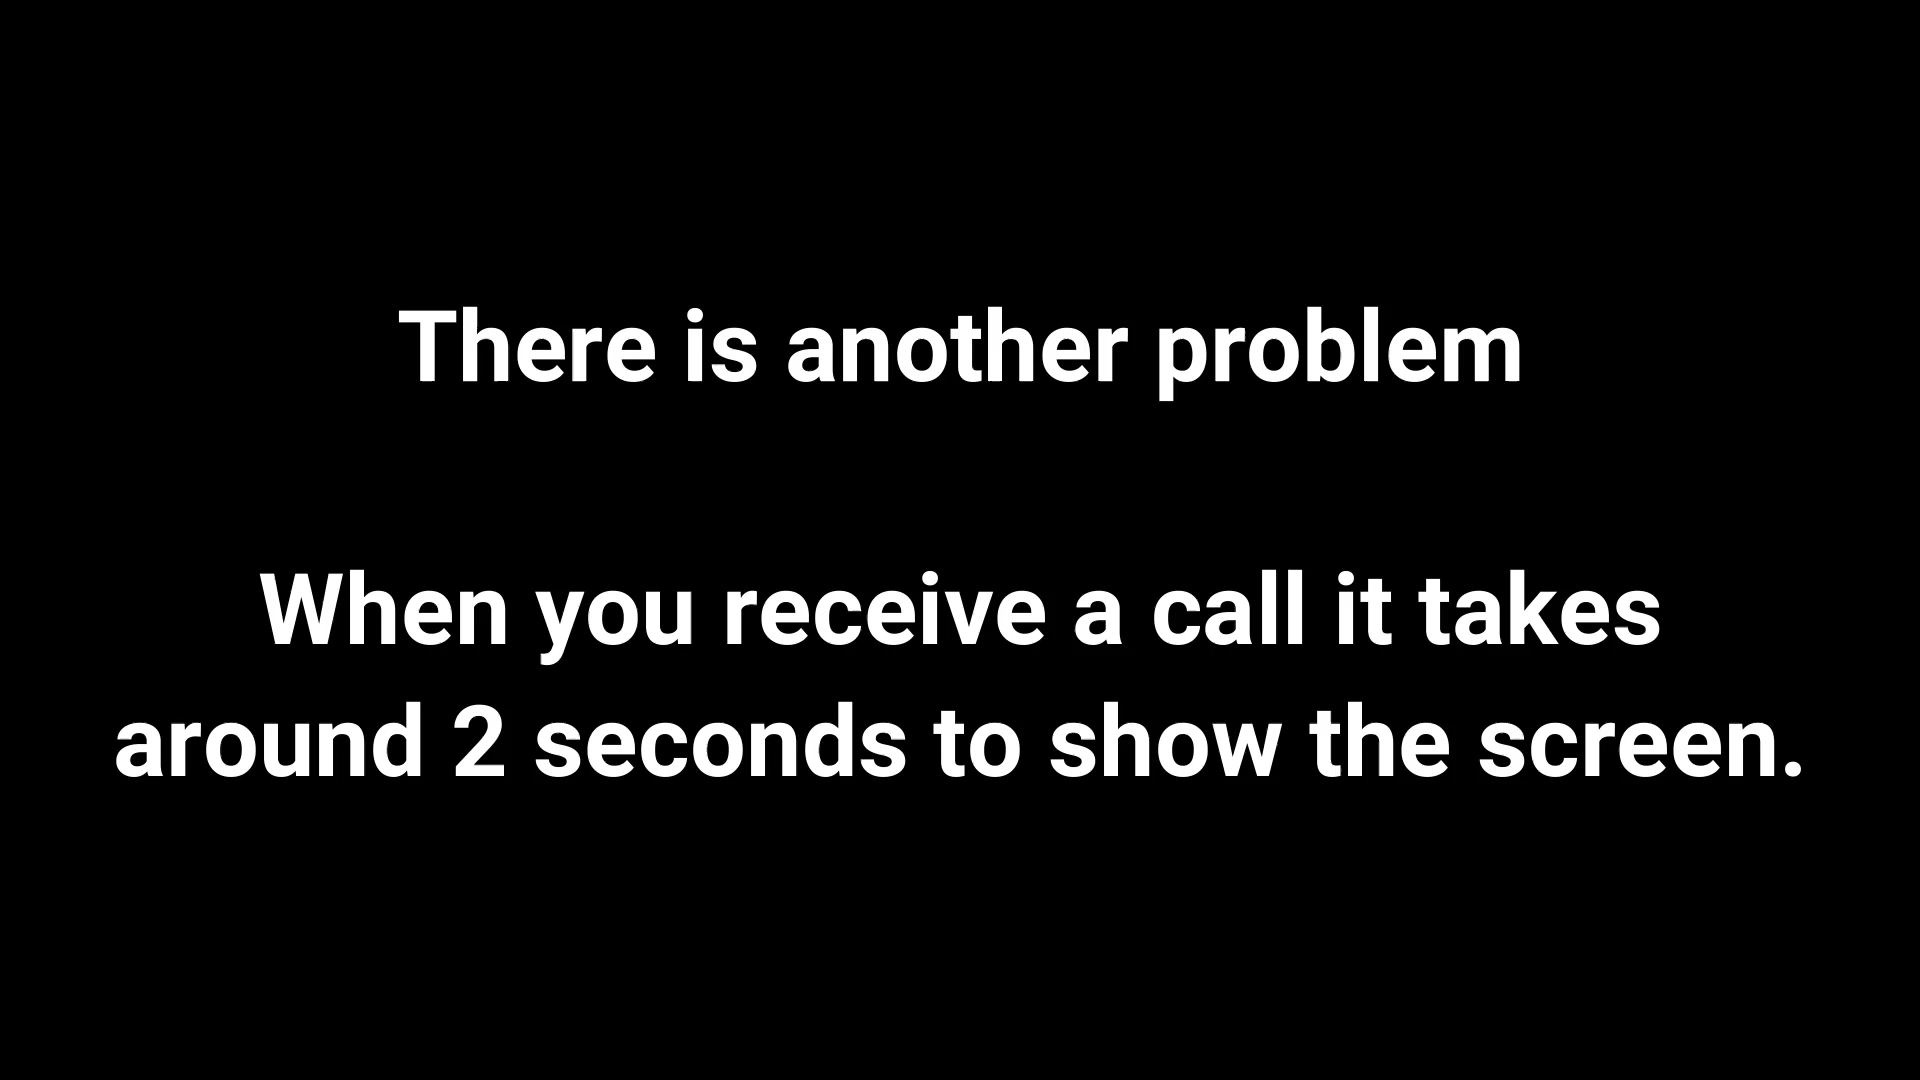 There is another problem
When you receive a call it takes
around 2 seconds to show the screen.